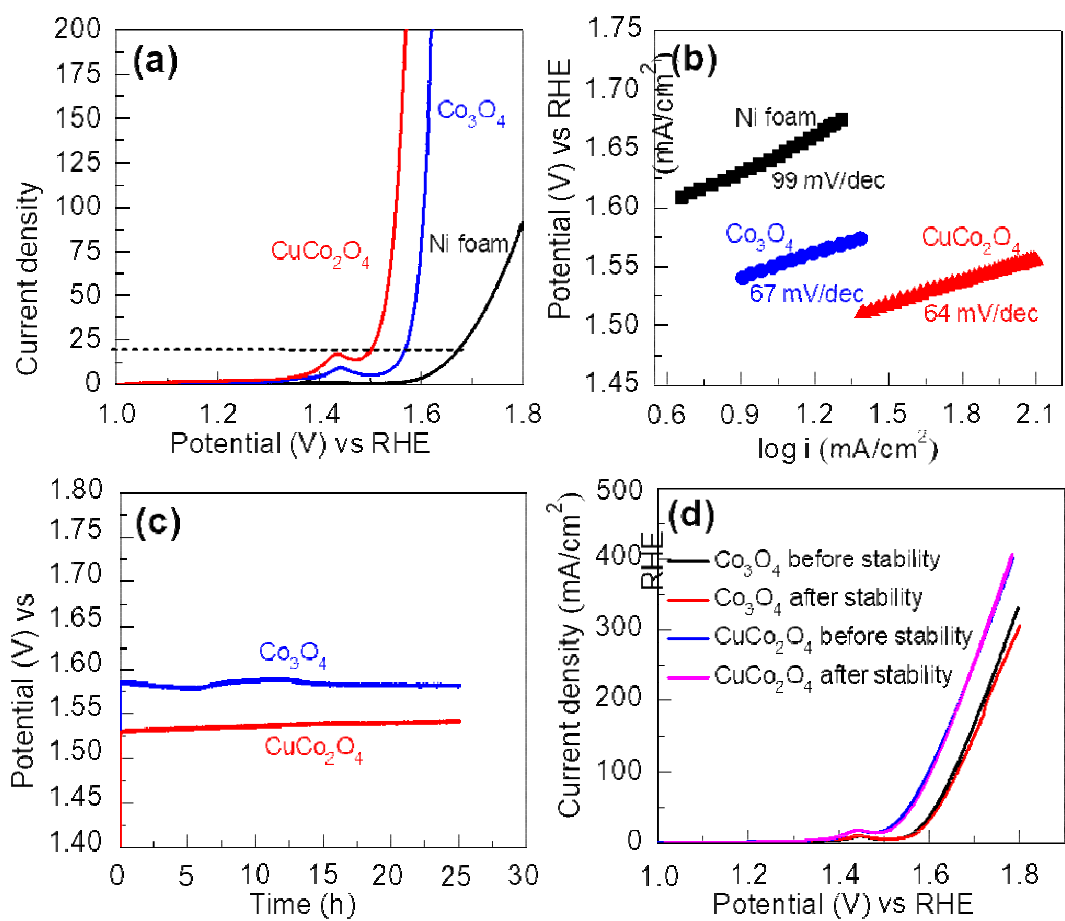 (a)
200
175
150
125
100
75
50
25
0
Current density
Co₃O₄
CuCo₂O₄
Ni foam
1.0
1.2
1.4
1.6
1.8
Potential (V) vs RHE
(b)
1.75
1.70
1.65
1.60
1.55
1.50
1.45
Potential (V) vs RHE
(mA/cm²)
Ni foam
99 mV/dec
Co₃O₄
67 mV/dec
CuCo₂O₄
64 mV/dec
0.6
0.9
1.2
1.5
1.8
2.1
log i (mA/cm²)
(c)
1.80
1.75
1.70
1.65
1.60
1.55
1.50
1.45
1.40
Potential (V) vs
Co₃O₄
CuCo₂O₄
0
5
10
15
20
25
30
Time (h)
(d)
500
400
300
200
100
0
Current density (mA/cm²)
RHE
Co₃O₄ before stability
Co₃O₄ after stability
CuCo₂O₄ before stability
CuCo₂O₄ after stability
1.0
1.2
1.4
1.6
1.8
Potential (V) vs RHE